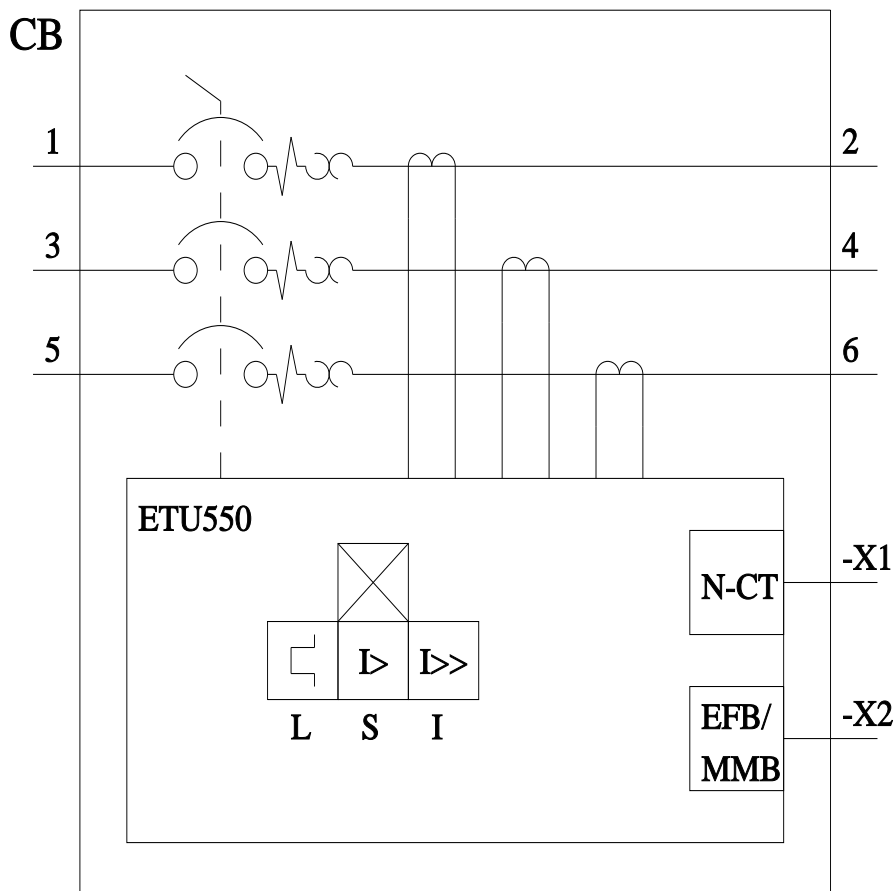 CB
1
2
3
4
5
6
ETU550
N-CT
-X1
I> I>>
L S I
EFB/
MMB
-X2